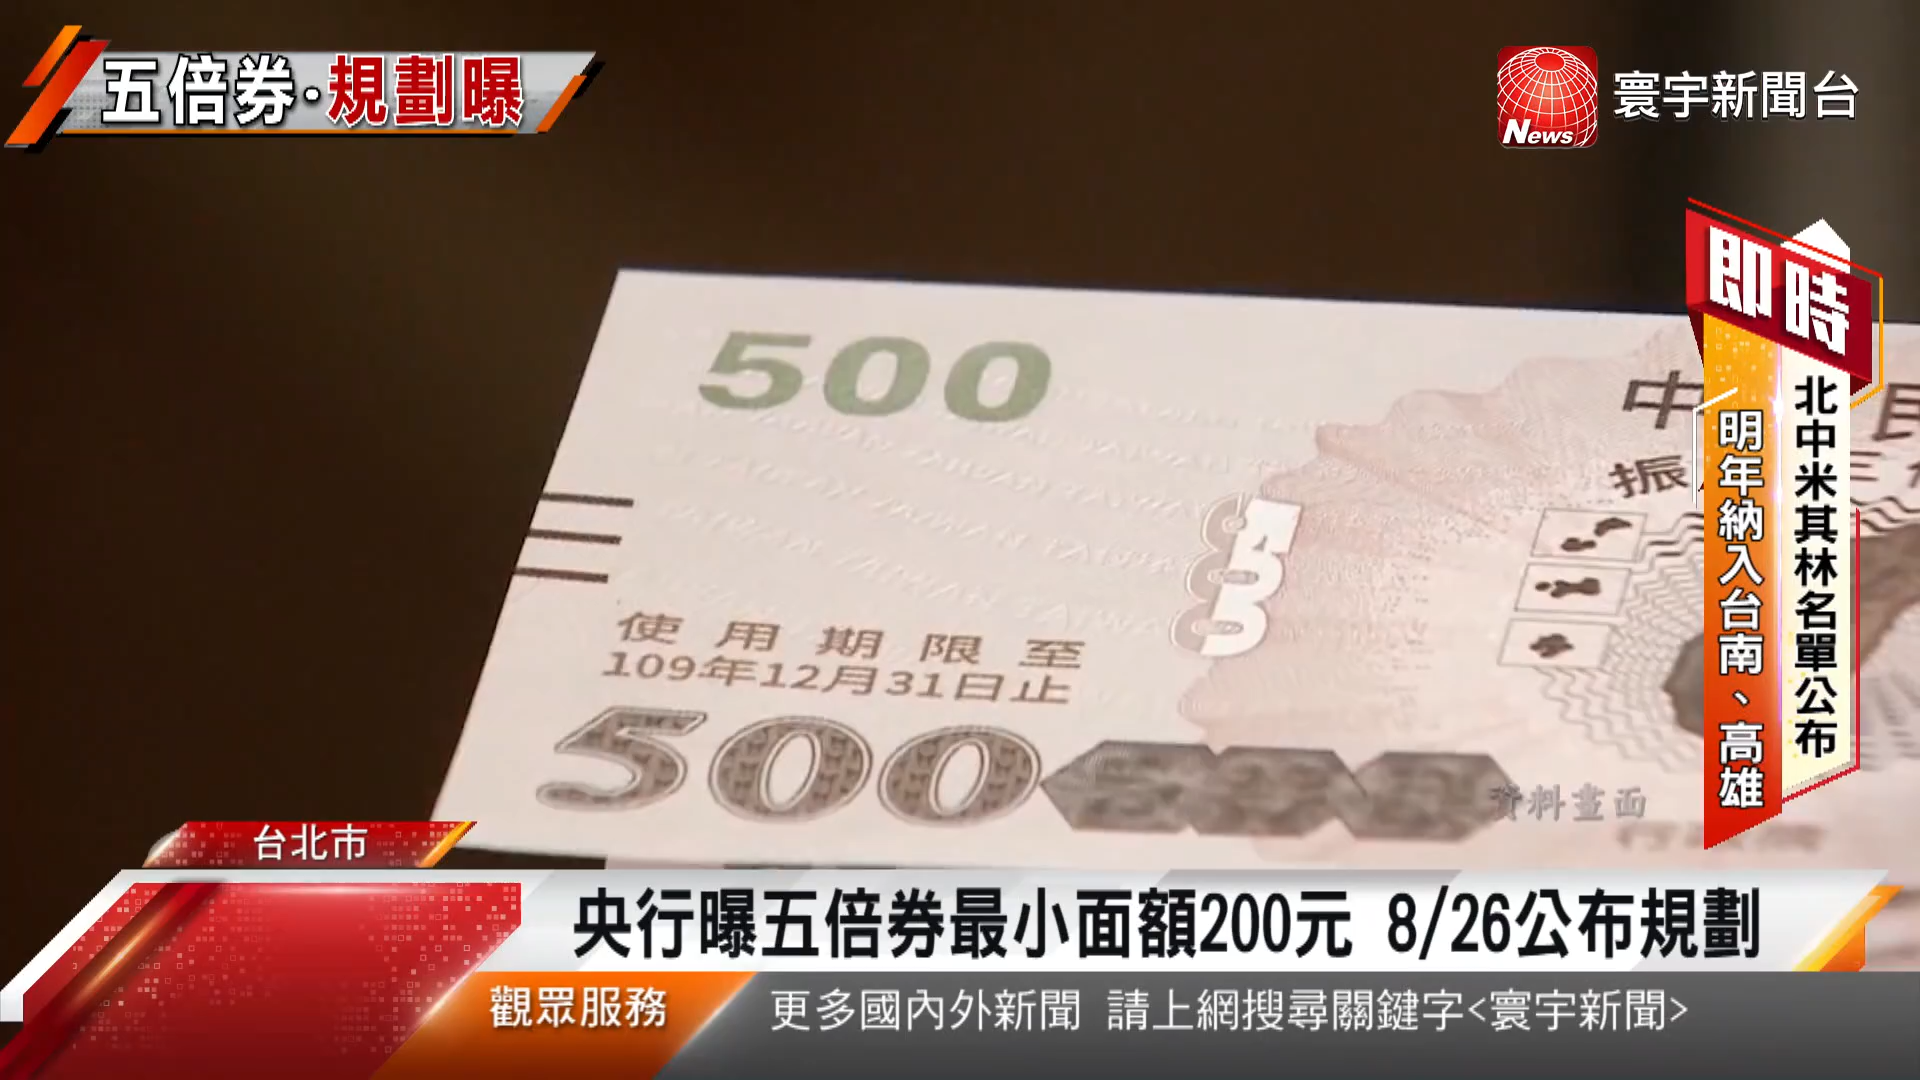 五倍券·規劃曝
News
寰宇新聞台
即時
北中米其林名單公布
明年納入台南、高雄
500
使用期限至
109年12月31日止
500
資料畫面
台北市
央行曝五倍券最小面額200元 8/26公布規劃
觀眾服務
更多國內外新聞 請上網搜尋關鍵字<寰宇新聞>